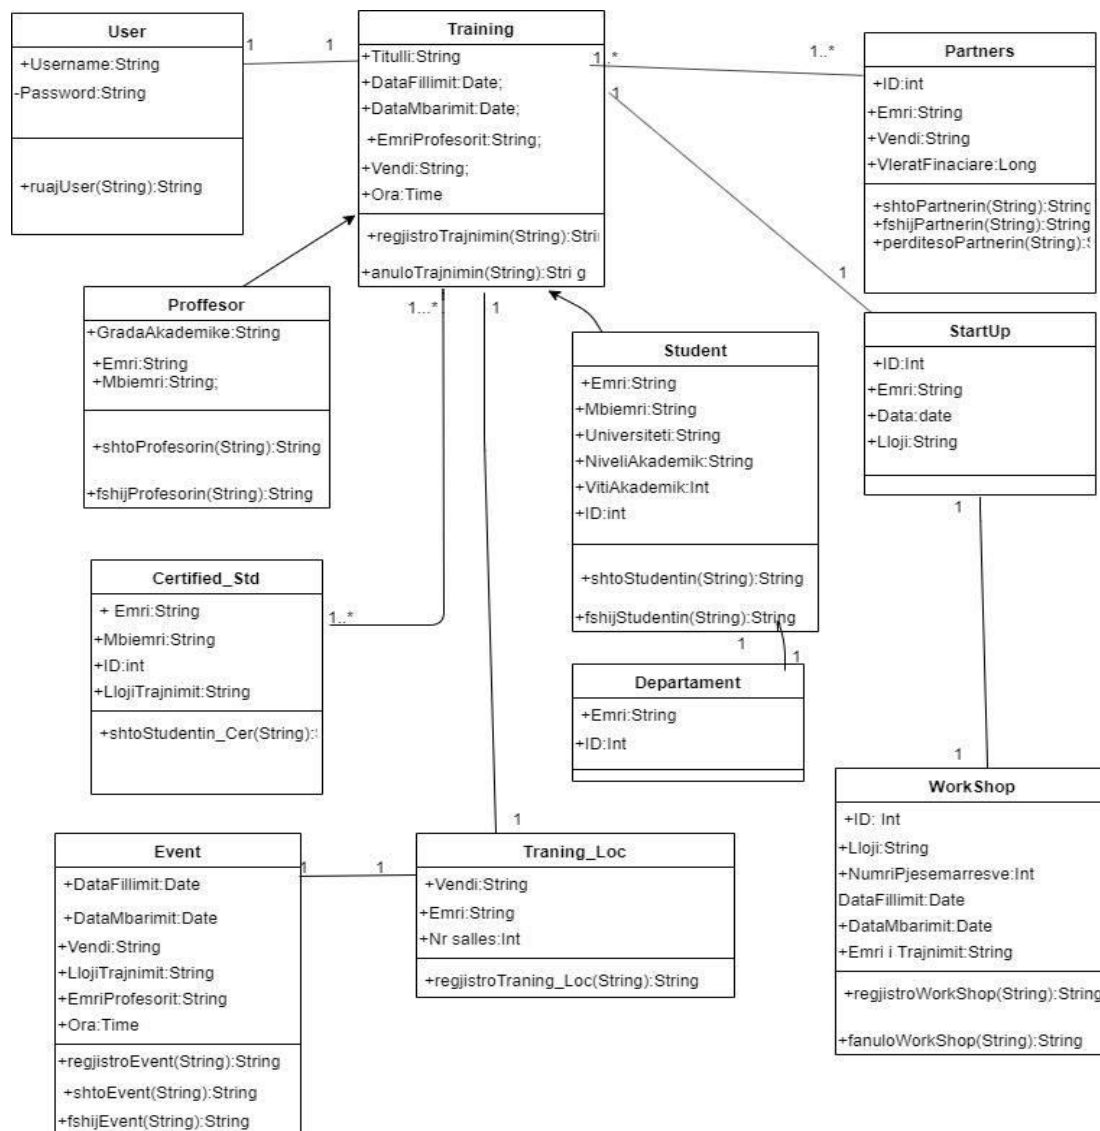 User
+Username:String
-Password:String
+ruajUser(String):String
1
1
Training
+Titulli:String
+DataFillimit:Date;
+DataMbarimit:Date;
+EmriProfesorit:String;
+Vendi:String;
+Ora:Time
+regjistroTrajnimin(String):Stri
+anuloTrajnimin(String):Stri g
1..*
1..*
Partners
+ID:int
+Emri:String
+Vendi:String
+VleratFinaciare:Long
+shtoPartnerin(String):String
+fshijPartnerin(String):String
+perditesoPartnerin(String):S
1
1
Proffesor
+GradaAkademike:String
+Emri:String
+Mbiemri:String;
+shtoProfesorin(String):String
+fshijProfesorin(String):String
1...*
1
Student
+Emri:String
+Mbiemri:String
+Universiteti:String
+NiveliAkademik:String
+VitiAkademik:Int
+ID:int
+shtoStudentin(String):String
+fshijStudentin(String):String
StartUp
+ID:Int
+Emri:String
+Data:date
+Lloji:String
1
Certified_Std
+ Emri:String
+Mbiemri:String
+ID:int
+LlojiTrajnimit:String
+shtoStudentin_Cer(String):
1..*
1
1
Departament
+Emri:String
+ID:Int
1
WorkShop
+ID: Int
+Lloji:String
+NumriPjesemarresve:Int
DataFillimit:Date
+DataMbarimit:Date
+Emri i Trajnimit:String
+regjistroWorkShop(String):String
+fanuloWorkShop(String):String
Event
+DataFillimit:Date
+DataMbarimit:Date
+Vendi:String
+LlojiTrajnimit:String
+EmriProfesorit:String
+Ora:Time
+regjistroEvent(String):String
+shtoEvent(String):String
+fshijEvent(String):String
1
1
1
Traning_Loc
+Vendi:String
+Emri:String
+Nr salles:Int
+regjistroTraning_Loc(String):String